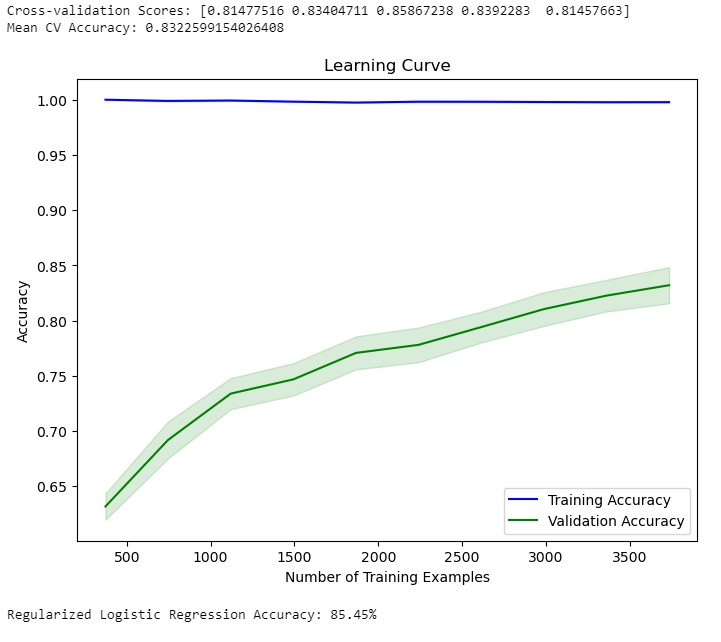 Cross-validation Scores: [0.81477516 0.83404711 0.85867238 0.8392283  0.81457663]
Mean CV Accuracy: 0.8322599154026408
Learning Curve
1.00
0.95
0.90
0.85
0.80
0.75
0.70
0.65
Accuracy
Training Accuracy
Validation Accuracy
500 1000 1500 2000 2500 3000 3500
Number of Training Examples
Regularized Logistic Regression Accuracy: 85.45%